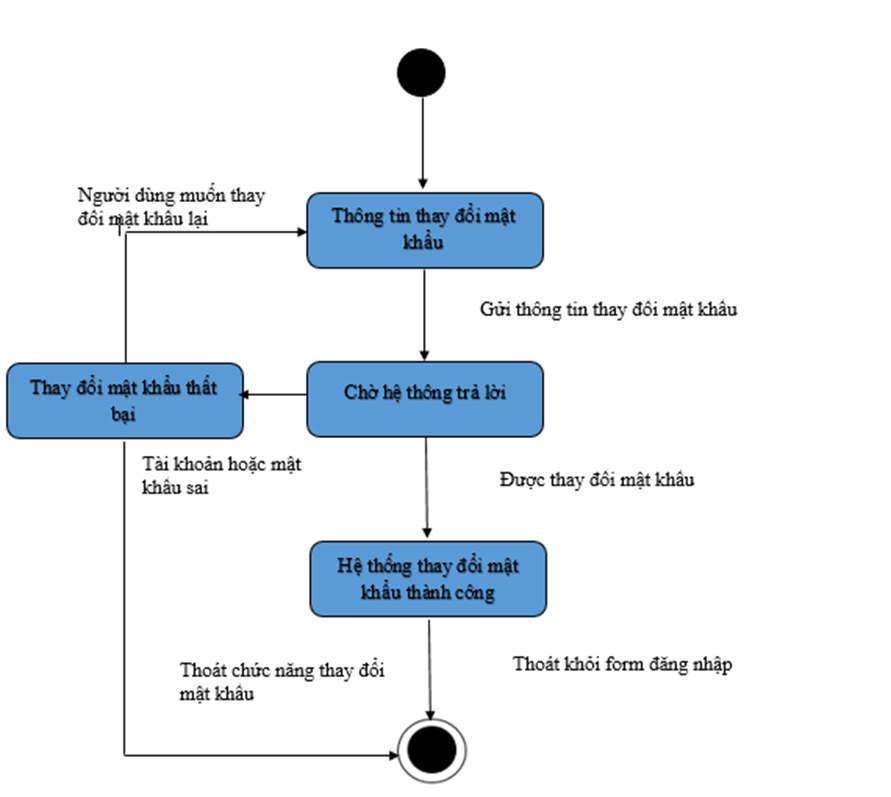 Người dùng muốn thay
đổi mật khẩu lại
Thông tin thay đổi mật
khẩu
Gửi thông tin thay đổi mật khẩu
Thay đổi mật khẩu thất
bại
Chờ hệ thông trả lời
Tài khoản hoặc mật
khẩu sai
Được thay đổi mật khẩu
Hệ thống thay đổi mật
khẩu thành công
Thoát chức năng thay đổi
mật khẩu
Thoát khỏi form đăng nhập